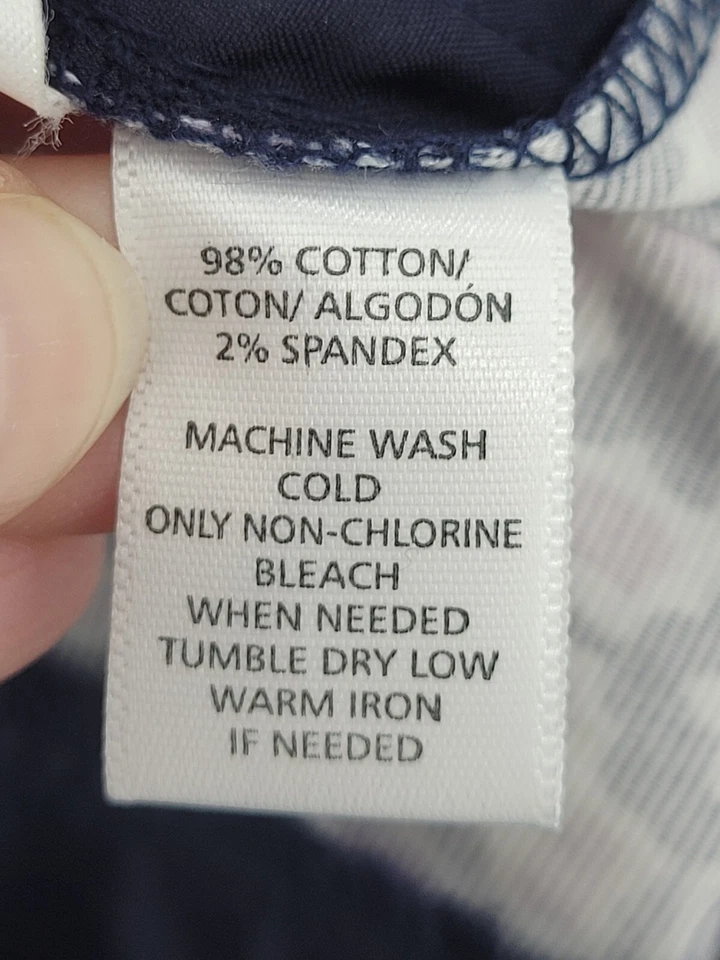 98% COTTON/
COTON/ ALGODÓN
2% SPANDEX
MACHINE WASH
COLD
ONLY NON-CHLORINE
BLEACH
WHEN NEEDED
TUMBLE DRY LOW
WARM IRON
IF NEEDED